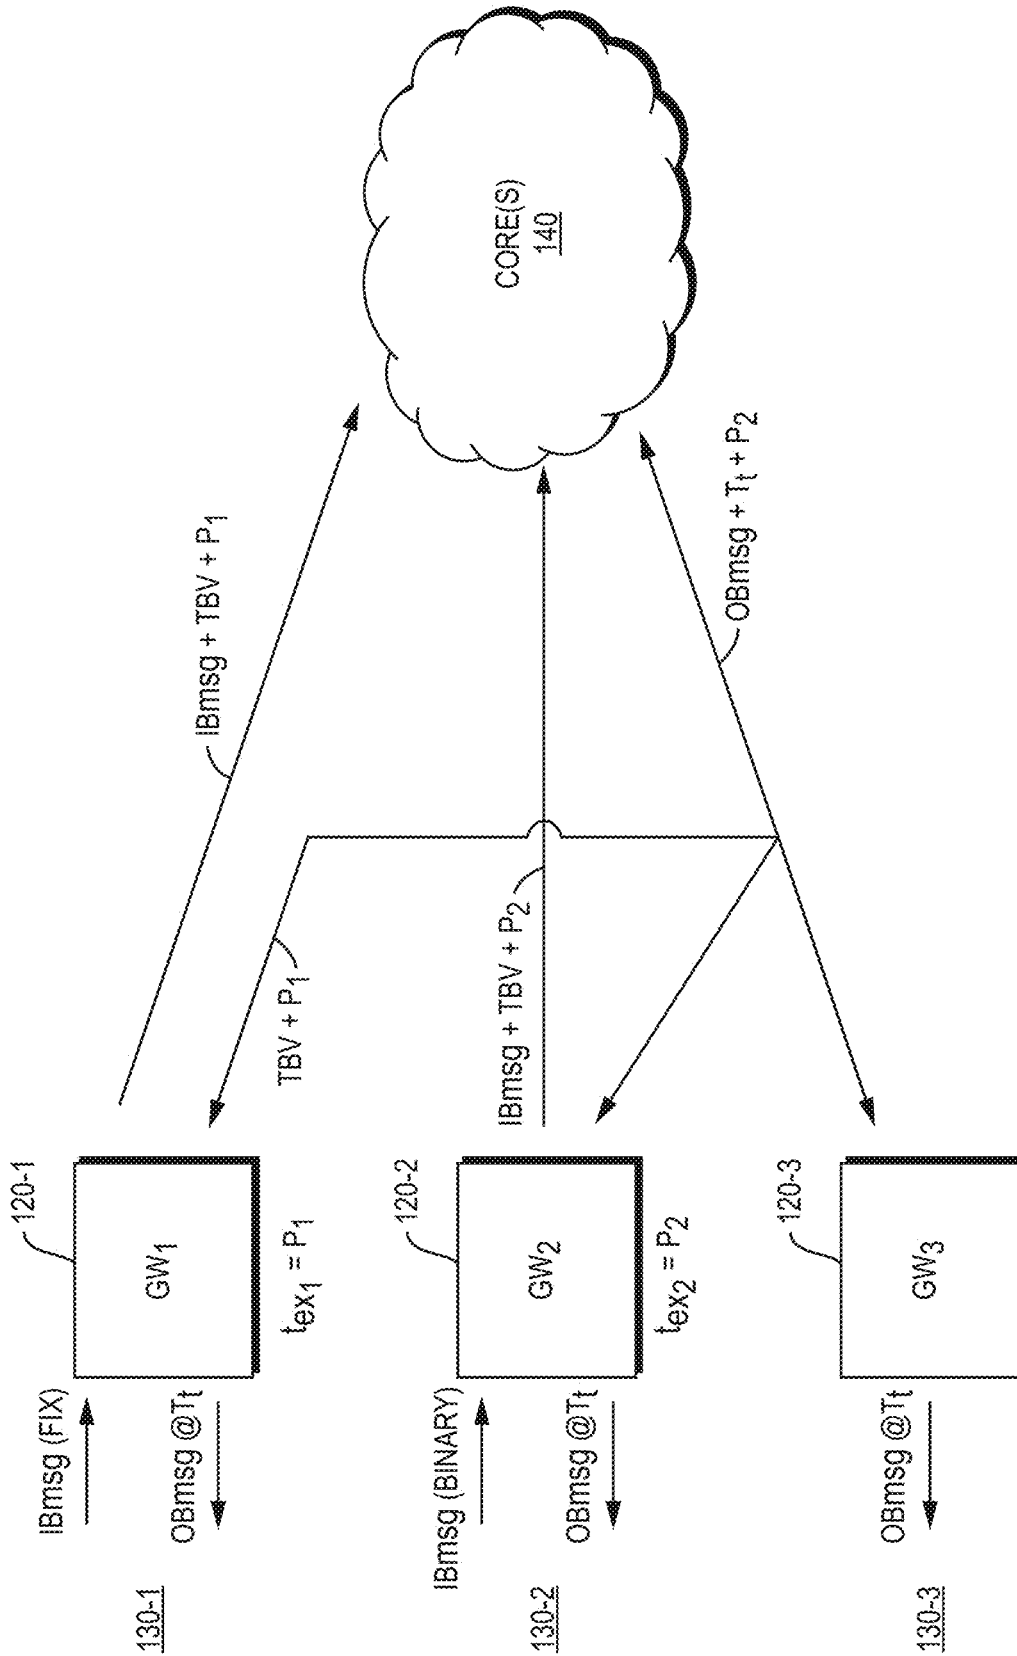 130-1
IBmsg (FIX)
OBmsg @Tt
120-1
GW1
tex1 = P1
IBmsg + TBV + P1
TBV + P1
130-2
IBmsg (BINARY)
OBmsg @Tt
120-2
GW2
tex2 = P2
IBmsg + TBV + P2
CORE(S)
140
130-3
OBmsg @Tt
120-3
GW3
OBmsg + Tt + P2